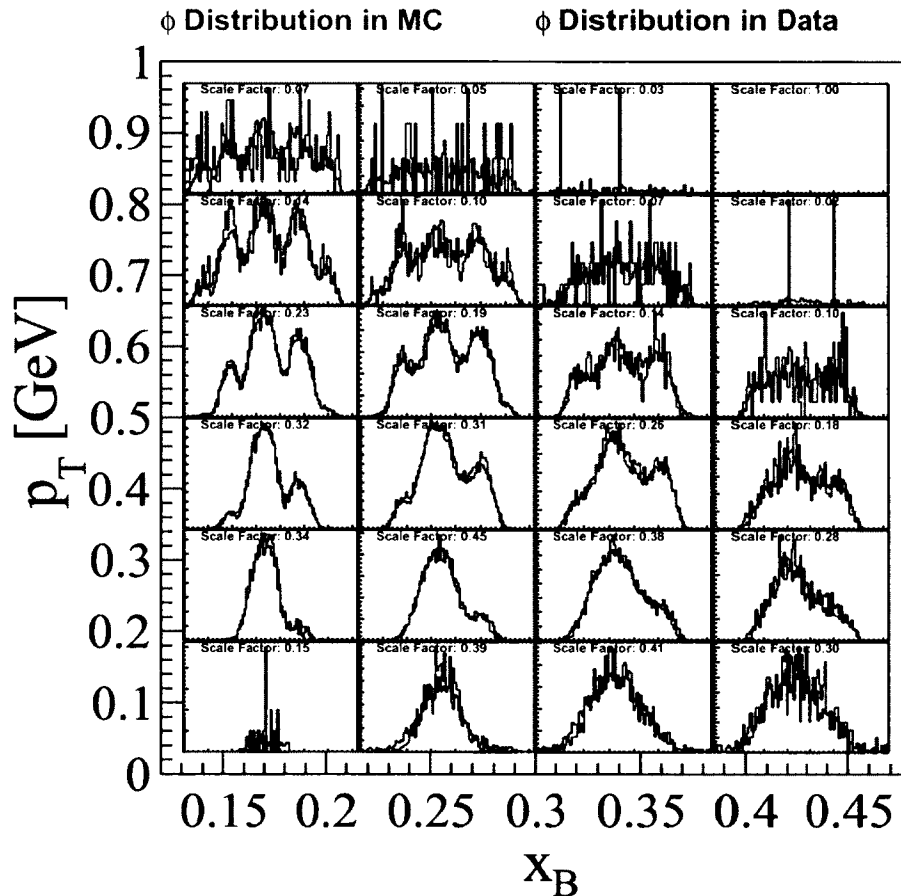 ϕ Distribution in MC ϕ Distribution in Data
1
Scale Factor: 0.07 Scale Factor: 0.05 Scale Factor: 0.03 Scale Factor: 1.00
0.9
0.8
Scale Factor: 0.14 Scale Factor: 0.10 Scale Factor: 0.07 Scale Factor: 0.02
0.7
Scale Factor: 0.23 Scale Factor: 0.19 Scale Factor: 0.14 Scale Factor: 0.10
0.6
0.5
Scale Factor: 0.32 Scale Factor: 0.31 Scale Factor: 0.26 Scale Factor: 0.18
0.4
Scale Factor: 0.34 Scale Factor: 0.45 Scale Factor: 0.38 Scale Factor: 0.28
0.3
0.2
Scale Factor: 0.15 Scale Factor: 0.39 Scale Factor: 0.41 Scale Factor: 0.30
0.1
0
p_T [GeV]
0.15 0.2 0.25 0.3 0.35 0.4 0.45
x_B